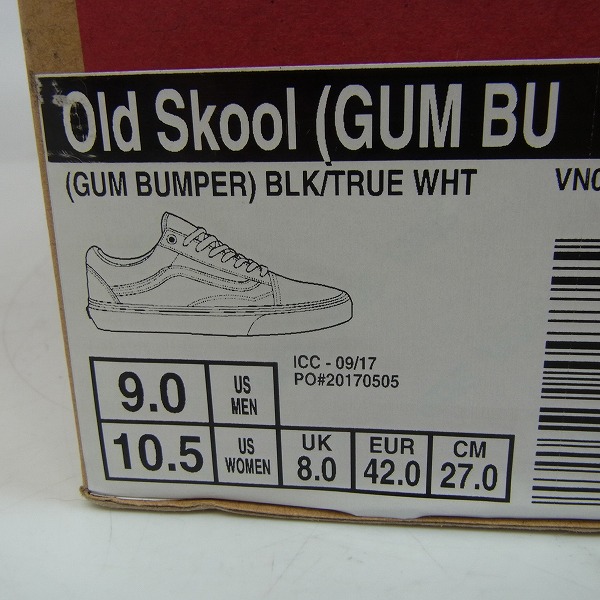 Old Skool (GUM BU
(GUM BUMPER) BLK/TRUE WHT VN0
ICC - 09/17
PO#20170505
9.0 US MEN
10.5 US WOMEN UK 8.0 EUR 42.0 CM 27.0